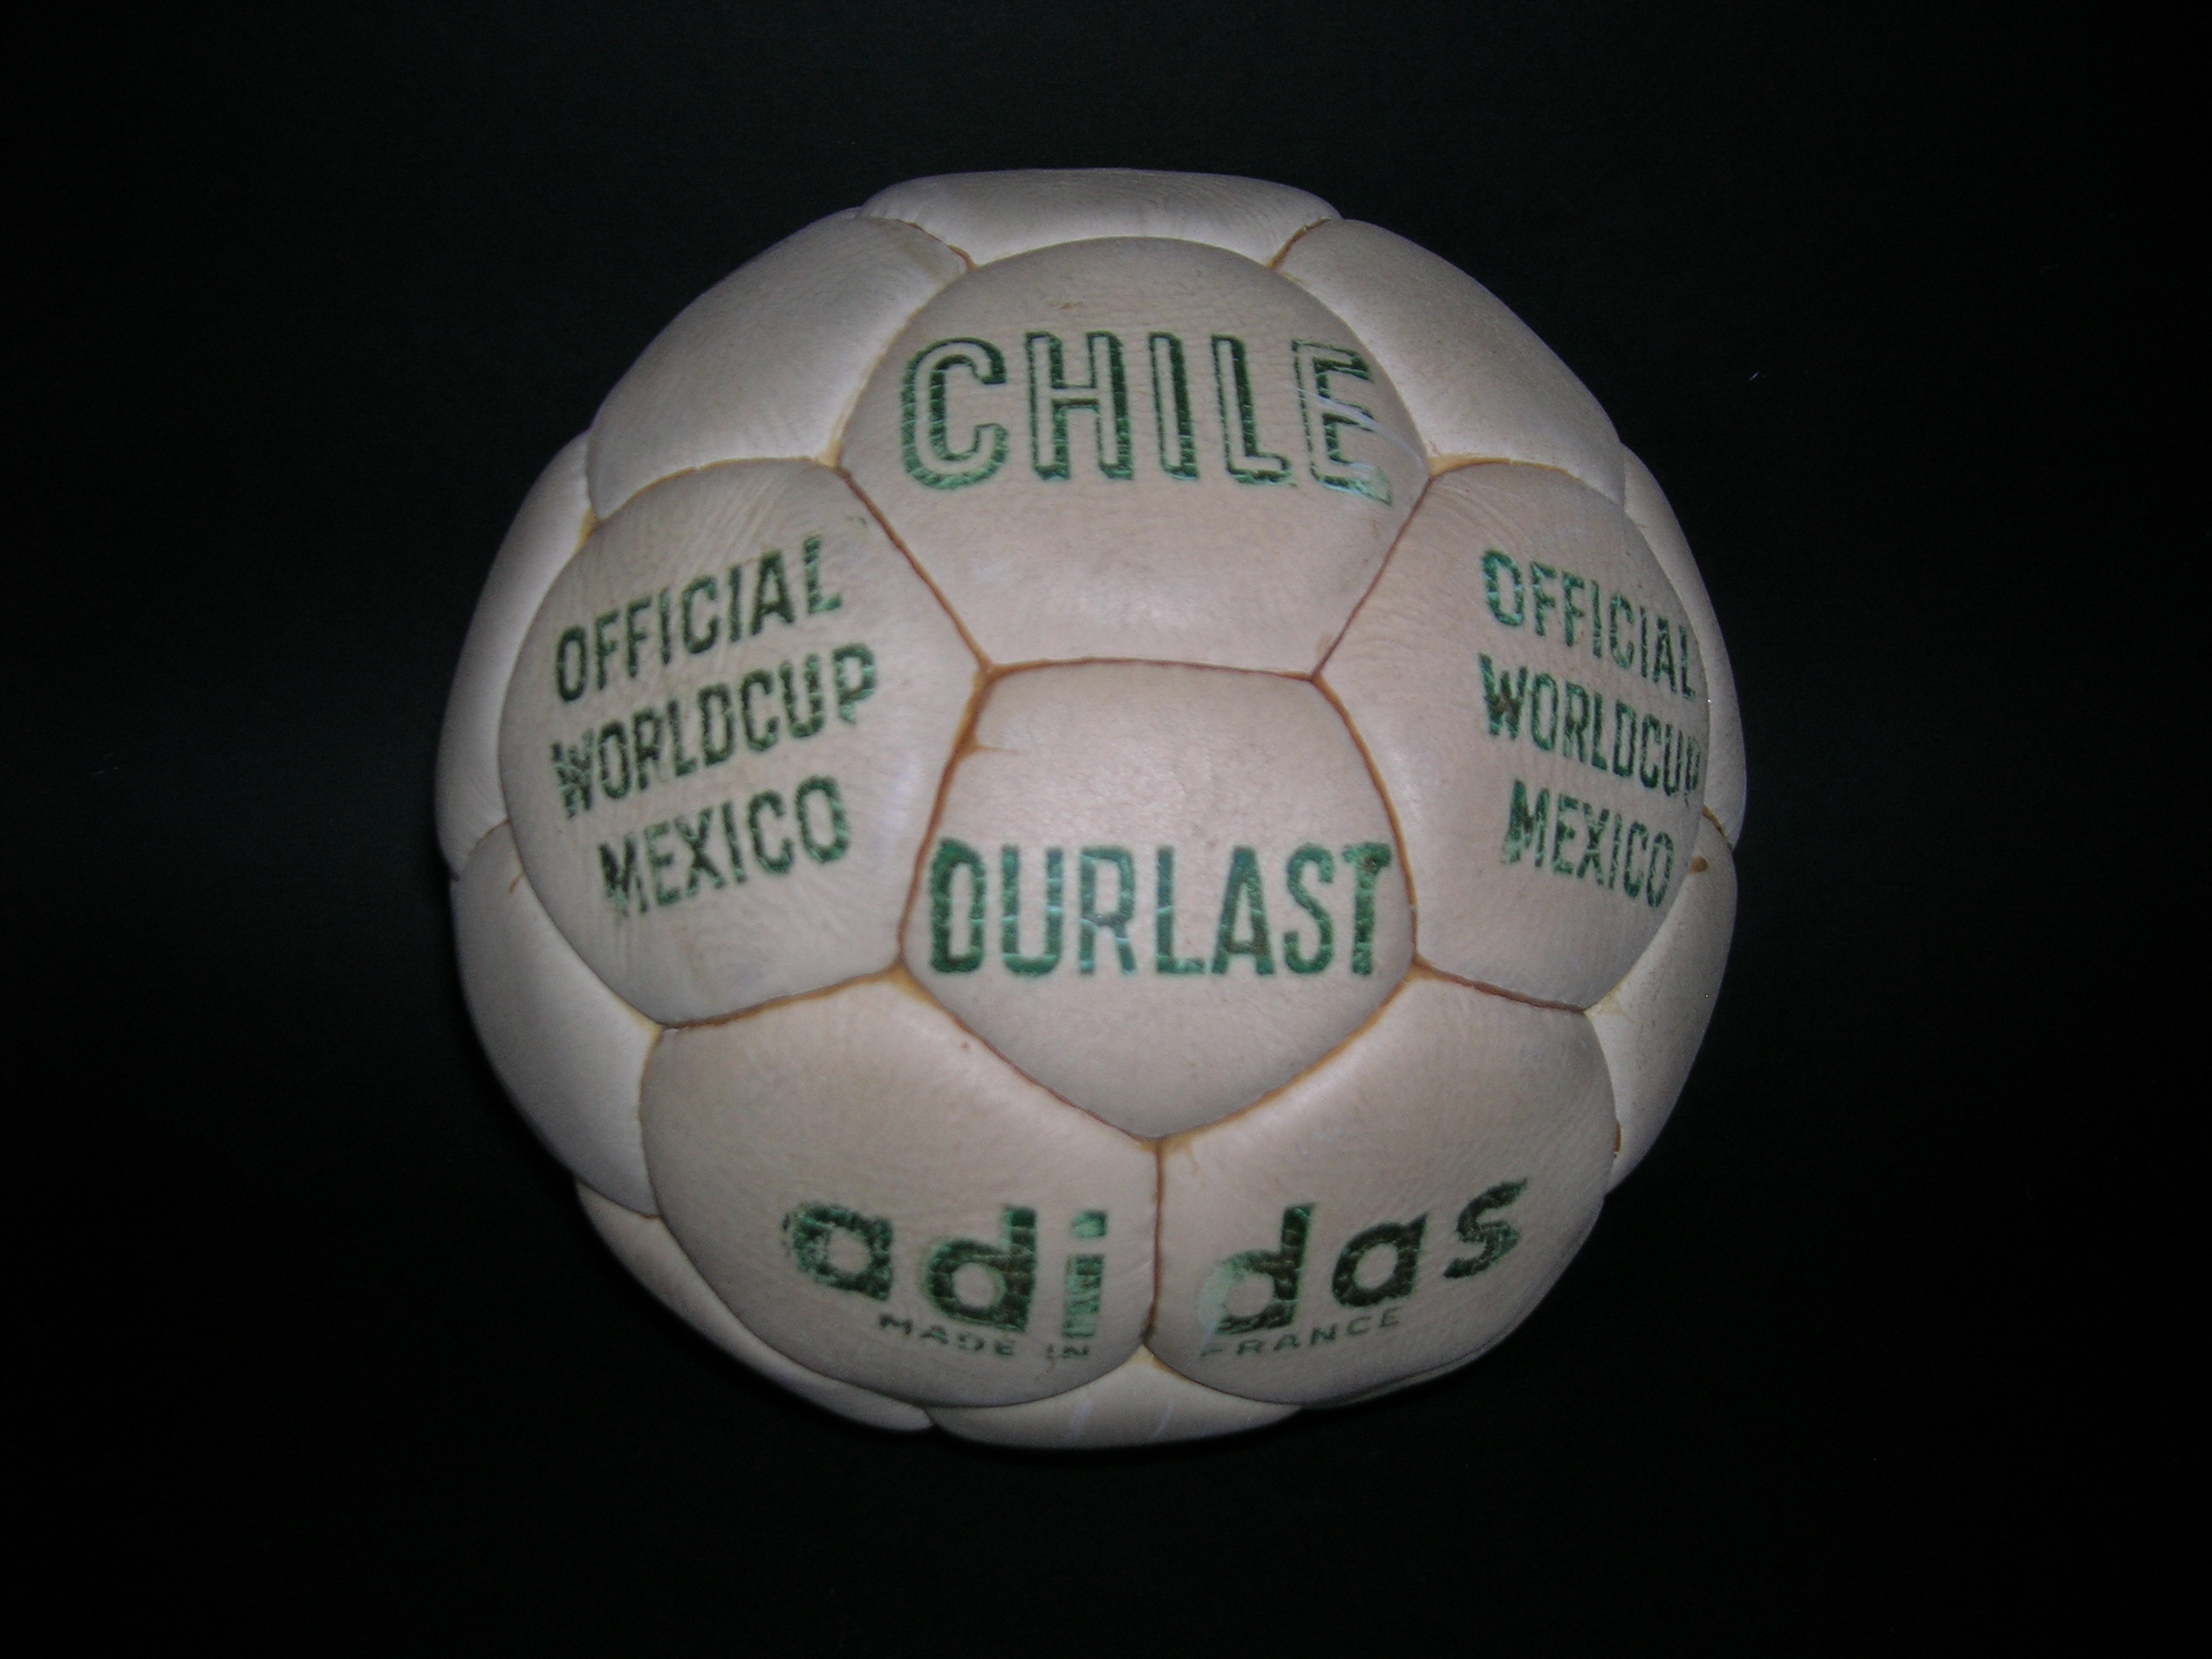 CHILE
OFFICIAL
WORLDCUP
MEXICO
OFFICIAL
WORLDCUP
MEXICO
DURLAST
adidas
MADE IN FRANCE